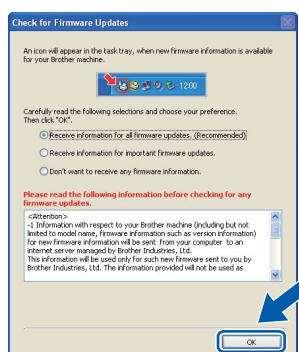 Check for Firmware Updates
An icon will appear in the task tray, when new firmware information is available
for your Brother machine.
12:00
Carefully read the following selections and choose your preference.
Then click "OK".
Receive information for all firmware updates. (Recommended)
Receive information for important firmware updates.
Don't want to receive any firmware information.
Please read the following information before checking for any
firmware updates.
<Attention>
-1 Information with respect to your Brother machine (including but not
limited to model name, firmware information such as version information)
for new firmware information will be sent from your computer to an
internet server managed by Brother Industries, Ltd.
This information will be used only for such new firmware sent to you by
Brother Industries, Ltd. The information provided will not be used as
OK